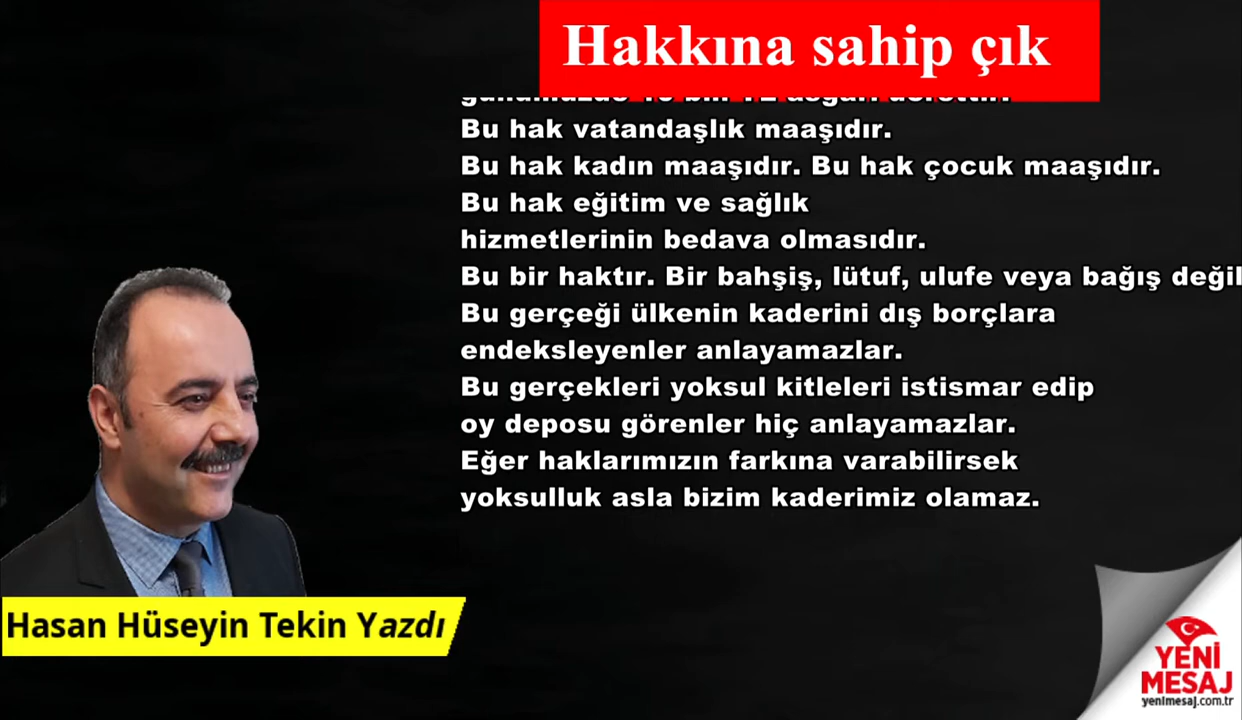 Hakkına sahip çık
Bu hak vatandaşlık maaşıdır.
Bu hak kadın maaşıdır. Bu hak çocuk maaşıdır.
Bu hak eğitim ve sağlık
hizmetlerinin bedava olmasıdır.
Bu bir haktır. Bir bahşiş, lütuf, ulufe veya bağış değil
Bu gerçeği ülkenin kaderini dış borçlara
endeksleyenler anlayamazlar.
Bu gerçekleri yoksul kitleleri istismar edip
oy deposu görenler hiç anlayamazlar.
Eğer haklarımızın farkına varabilirsek
yoksulluk asla bizim kaderimiz olamaz.
Hasan Hüseyin Tekin Yazdı
YENİ
MESAJ
yenimesaj.com.tr